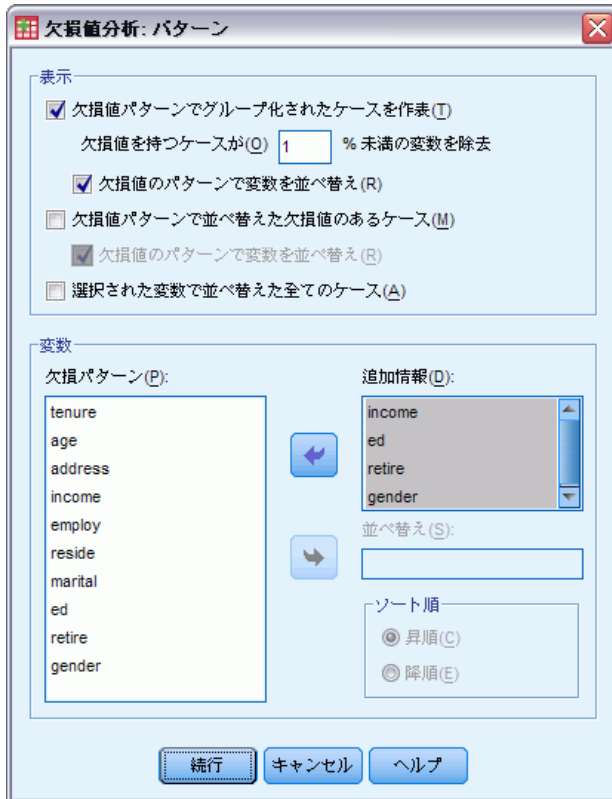 欠損値分析: パターン
表示
欠損値パターンでグループ化されたケースを作表(T)
欠損値を持つケースが(O) 1 % 未満の変数を除去
欠損値のパターンで変数を並べ替え(R)
欠損値パターンで並べ替えた欠損値のあるケース(M)
欠損値のパターンで変数を並べ替え(R)
選択された変数で並べ替えた全てのケース(A)
変数
欠損パターン(P):
tenure
age
address
income
employ
reside
marital
ed
retire
gender
追加情報(D):
income
ed
retire
gender
並べ替え(S):
ソート順
昇順(C)
降順(E)
続行 キャンセル ヘルプ